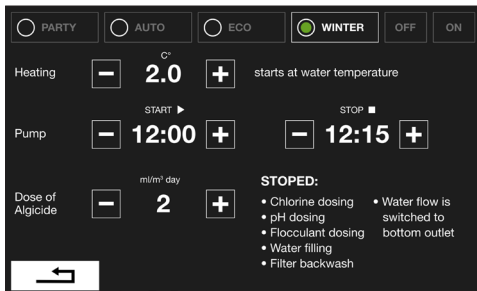 PARTY AUTO ECO WINTER OFF ON
C°
Heating − 2.0 + starts at water temperature
START ▶ STOP ■
Pump − 12:00 + − 12:15 +
ml/m³ day
Dose of
Algicide − 2 +
STOPED:
• Chlorine dosing
• pH dosing
• Flocculant dosing
• Water filling
• Filter backwash
• Water flow is
switched to
bottom outlet